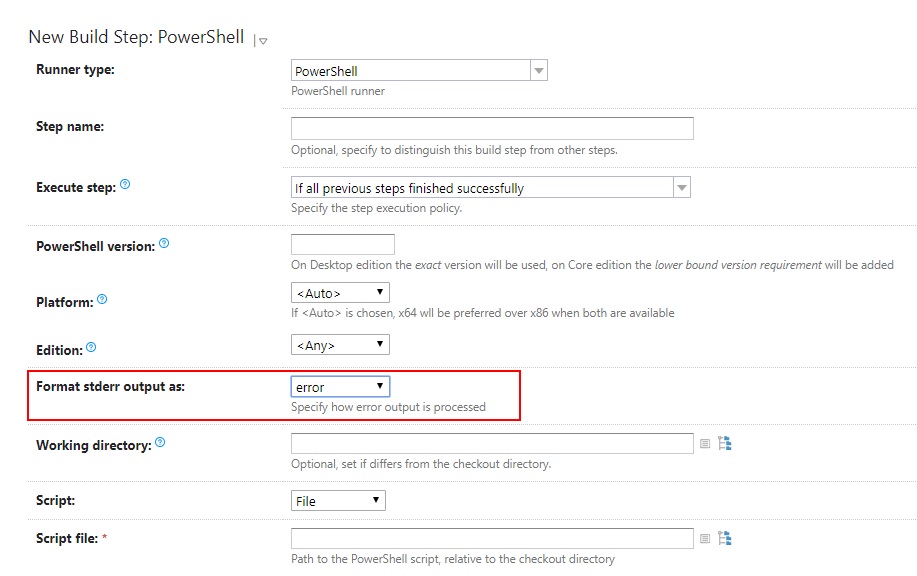 New Build Step: PowerShell
Runner type:
PowerShell
PowerShell runner
Step name:
Optional, specify to distinguish this build step from other steps.
Execute step:
If all previous steps finished successfully
Specify the step execution policy.
PowerShell version:
On Desktop edition the exact version will be used, on Core edition the lower bound version requirement will be added
Platform:
<Auto>
If <Auto> is chosen, x64 wll be preferred over x86 when both are available
Edition:
<Any>
Format stderr output as:
error
Specify how error output is processed
Working directory:
Optional, set if differs from the checkout directory.
Script:
File
Script file: *
Path to the PowerShell script, relative to the checkout directory